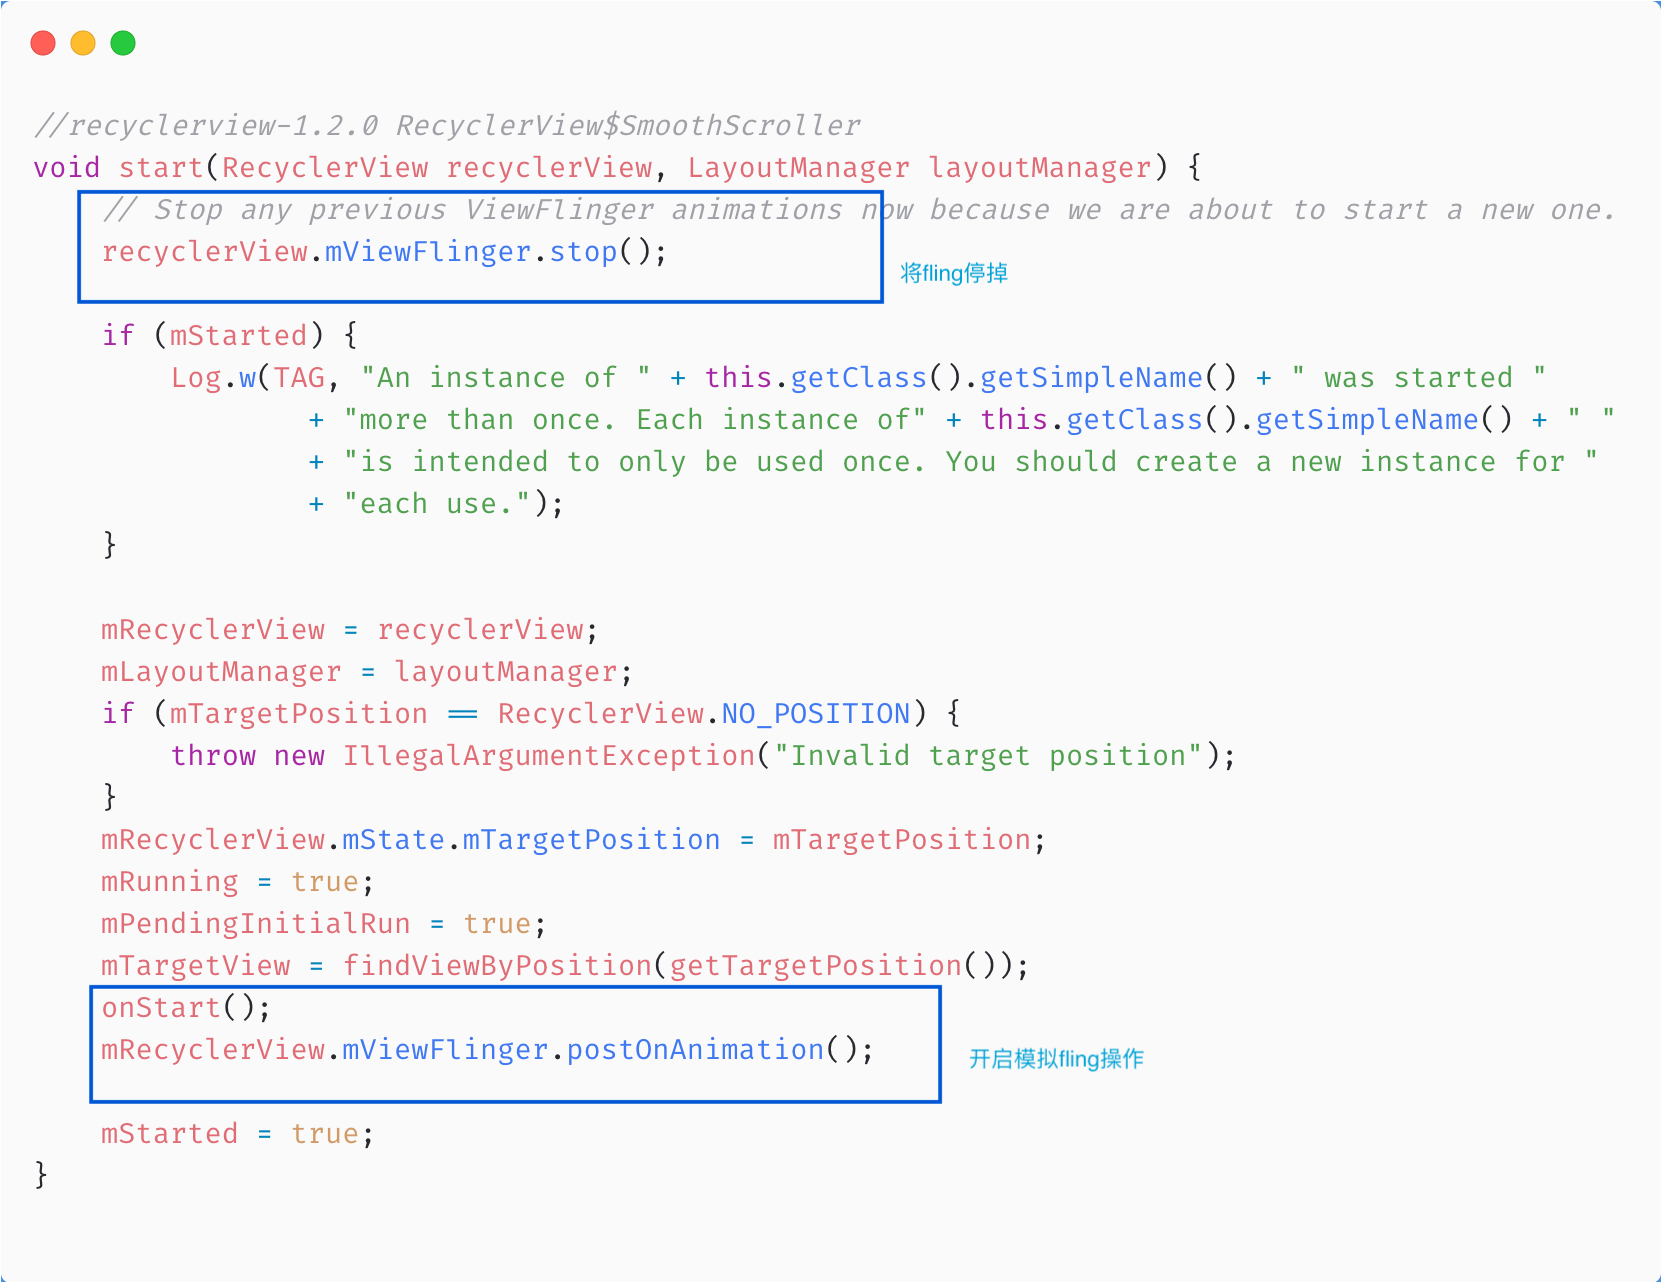 //recyclerview-1.2.0 RecyclerView$SmoothScroller
void start(RecyclerView recyclerView, LayoutManager layoutManager) {
// Stop any previous ViewFlinger animations now because we are about to start a new one.
recyclerView.mViewFlinger.stop();
将fling停掉
if (mStarted) {
Log.w(TAG, "An instance of " + this.getClass().getSimpleName() + " was started "
+ "more than once. Each instance of" + this.getClass().getSimpleName() + " "
+ "is intended to only be used once. You should create a new instance for "
+ "each use.");
}
mRecyclerView = recyclerView;
mLayoutManager = layoutManager;
if (mTargetPosition == RecyclerView.NO_POSITION) {
throw new IllegalArgumentException("Invalid target position");
}
mRecyclerView.mState.mTargetPosition = mTargetPosition;
mRunning = true;
mPendingInitialRun = true;
mTargetView = findViewByPosition(getTargetPosition());
onStart();
mRecyclerView.mViewFlinger.postOnAnimation();
开启模拟fling操作
mStarted = true;
}